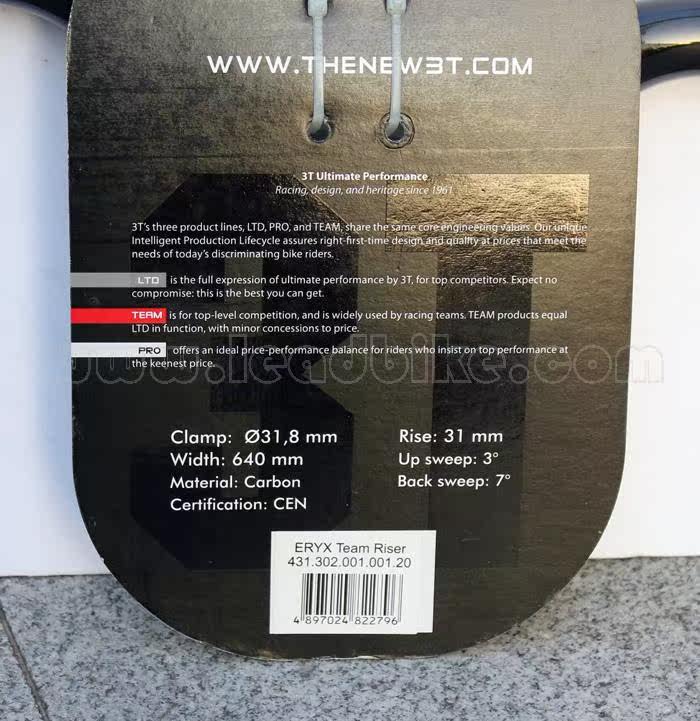 WWW.THENEW3T.COM
3T Ultimate Performance
Racing, design, and heritage since 1961
3T's three product lines, LTD, PRO, and TEAM, share the same core engineering values. Our unique
Intelligent Production Lifecycle assures right-first-time design and quality at prices that meet the
needs of today's discriminating bike riders.
LTD is the full expression of ultimate performance by 3T, for top competitors. Expect no
compromise: this is the best you can get.
TEAM is for top-level competition, and is widely used by racing teams. TEAM products equal
LTD in function, with minor concessions to price.
PRO offers an ideal price-performance balance for riders who insist on top performance at
the keenest price.
www.leadbike.com
3T
Clamp: Ø31,8 mm
Width: 640 mm
Material: Carbon
Certification: CEN
Rise: 31 mm
Up sweep: 3°
Back sweep: 7°
ERYX Team Riser
431.302.001.001.20
4 897024 822796